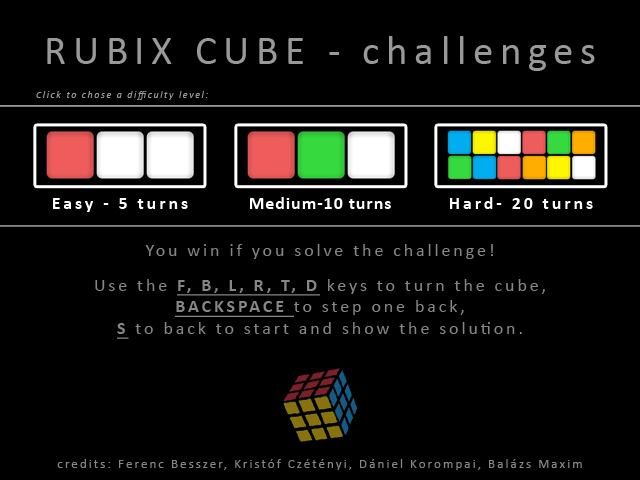 RUBIX CUBE - challenges
Click to chose a difficulty level:
Easy - 5 turns
Medium-10 turns
Hard- 20 turns
You win if you solve the challenge!
Use the F, B, L, R, T, D keys to turn the cube,
BACKSPACE to step one back,
S to back to start and show the solution.
credits: Ferenc Besszer, Kristóf Czétényi, Dániel Korompai, Balázs Maxim